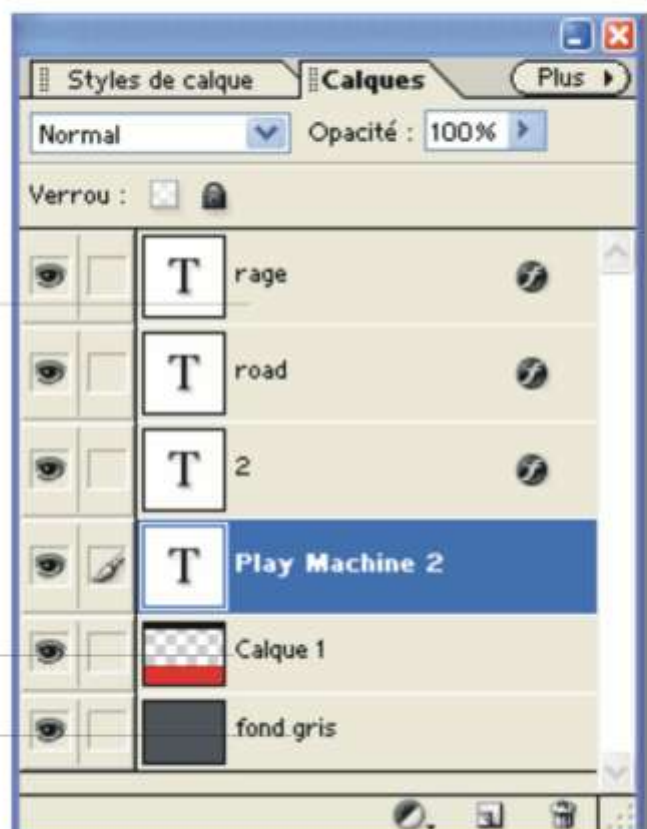 Styles de calque Calques Plus
Normal Opacité : 100%
Verrou :
T rage
T road
T 2
T Play Machine 2
Calque 1
fond gris